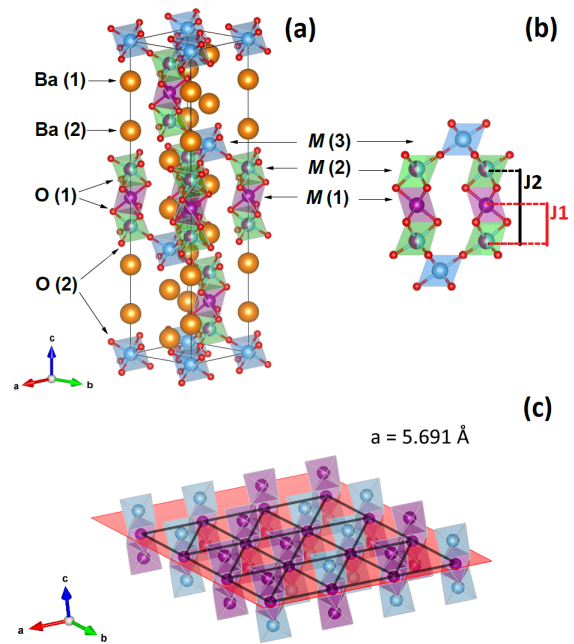 (a)
(b)
Ba (1)
Ba (2)
O (1)
O (2)
M (3)
M (2)
M (1)
J2
J1
c
a
b
(c)
a = 5.691 Å
c
a
b